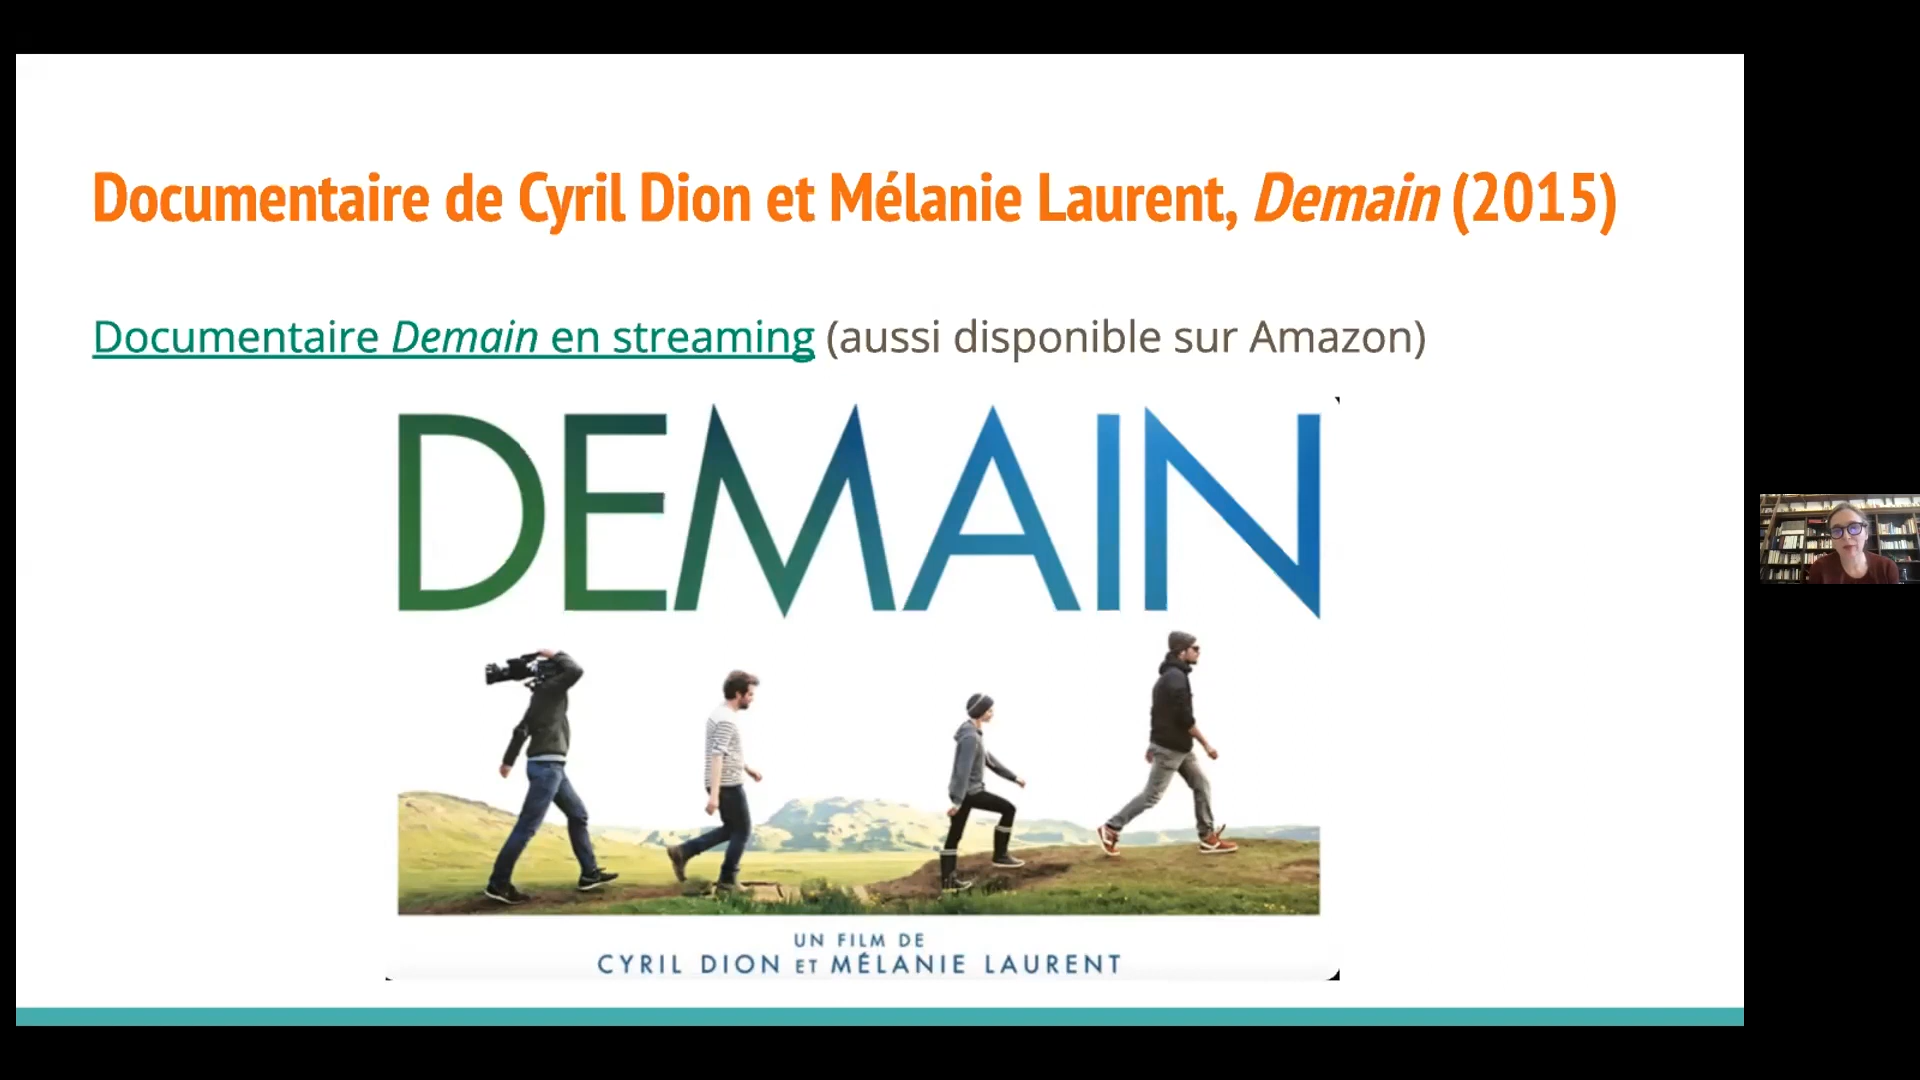 Documentaire de Cyril Dion et Mélanie Laurent, Demain (2015)
Documentaire Demain en streaming (aussi disponible sur Amazon)
DEMAIN
UN FILM DE
CYRIL DION ET MÉLANIE LAURENT